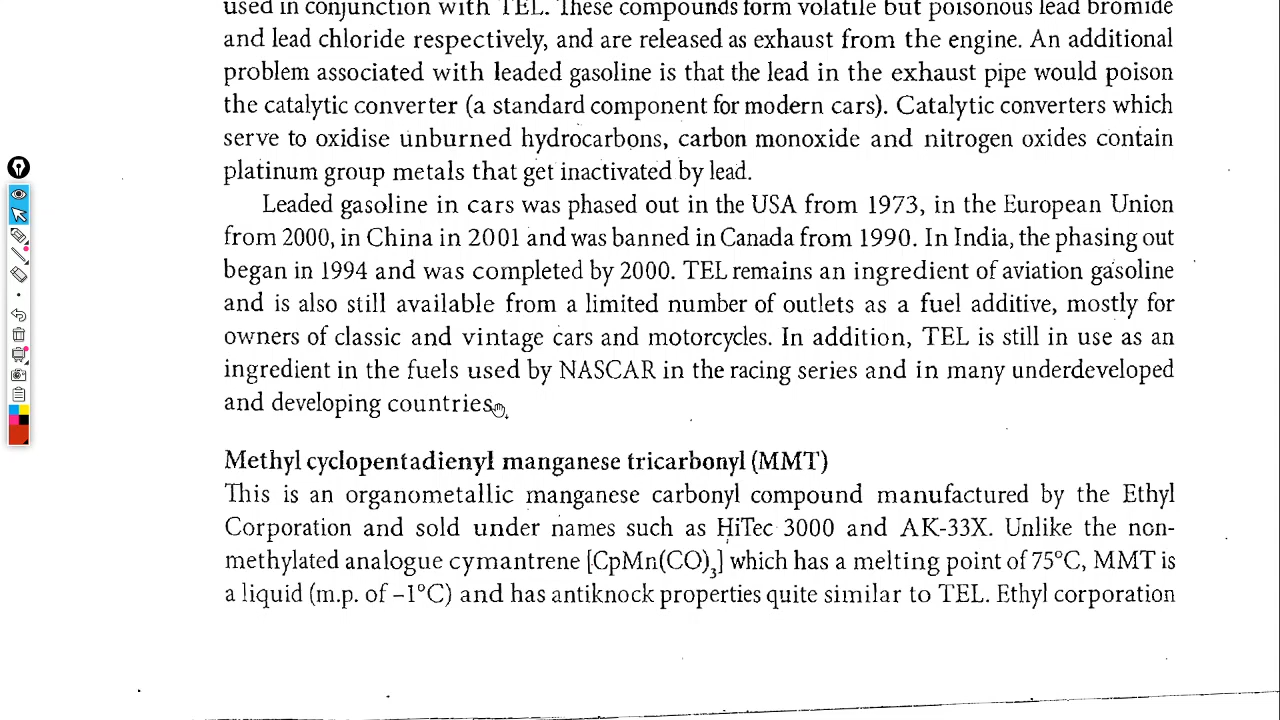 used in conjunction with TEL. These compounds form volatile but poisonous lead bromide
and lead chloride respectively, and are released as exhaust from the engine. An additional
problem associated with leaded gasoline is that the lead in the exhaust pipe would poison
the catalytic converter (a standard component for modern cars). Catalytic converters which
serve to oxidise unburned hydrocarbons, carbon monoxide and nitrogen oxides contain
platinum group metals that get inactivated by lead.
Leaded gasoline in cars was phased out in the USA from 1973, in the European Union
from 2000, in China in 2001 and was banned in Canada from 1990. In India, the phasing out
began in 1994 and was completed by 2000. TEL remains an ingredient of aviation gasoline
and is also still available from a limited number of outlets as a fuel additive, mostly for
owners of classic and vintage cars and motorcycles. In addition, TEL is still in use as an
ingredient in the fuels used by NASCAR in the racing series and in many underdeveloped
and developing countries.
Methyl cyclopentadienyl manganese tricarbonyl (MMT)
This is an organometallic manganese carbonyl compound manufactured by the Ethyl
Corporation and sold under names such as HiTec 3000 and AK-33X. Unlike the non-
methylated analogue cymantrene [CpMn(CO)₃] which has a melting point of 75°C, MMT is
a liquid (m.p. of –1°C) and has antiknock properties quite similar to TEL. Ethyl corporation